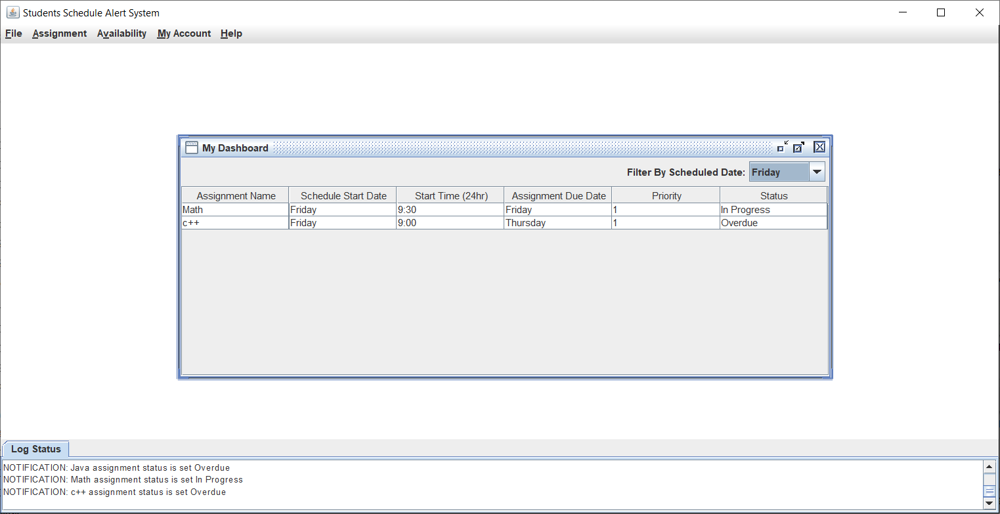 Students Schedule Alert System
File Assignment Availability My Account Help
My Dashboard
Filter By Scheduled Date: Friday
Assignment Name Schedule Start Date Start Time (24hr) Assignment Due Date Priority Status
Math Friday 9:30 Friday 1 In Progress
c++ Friday 9:00 Thursday 1 Overdue
Log Status
NOTIFICATION: Java assignment status is set Overdue
NOTIFICATION: Math assignment status is set In Progress
NOTIFICATION: c++ assignment status is set Overdue